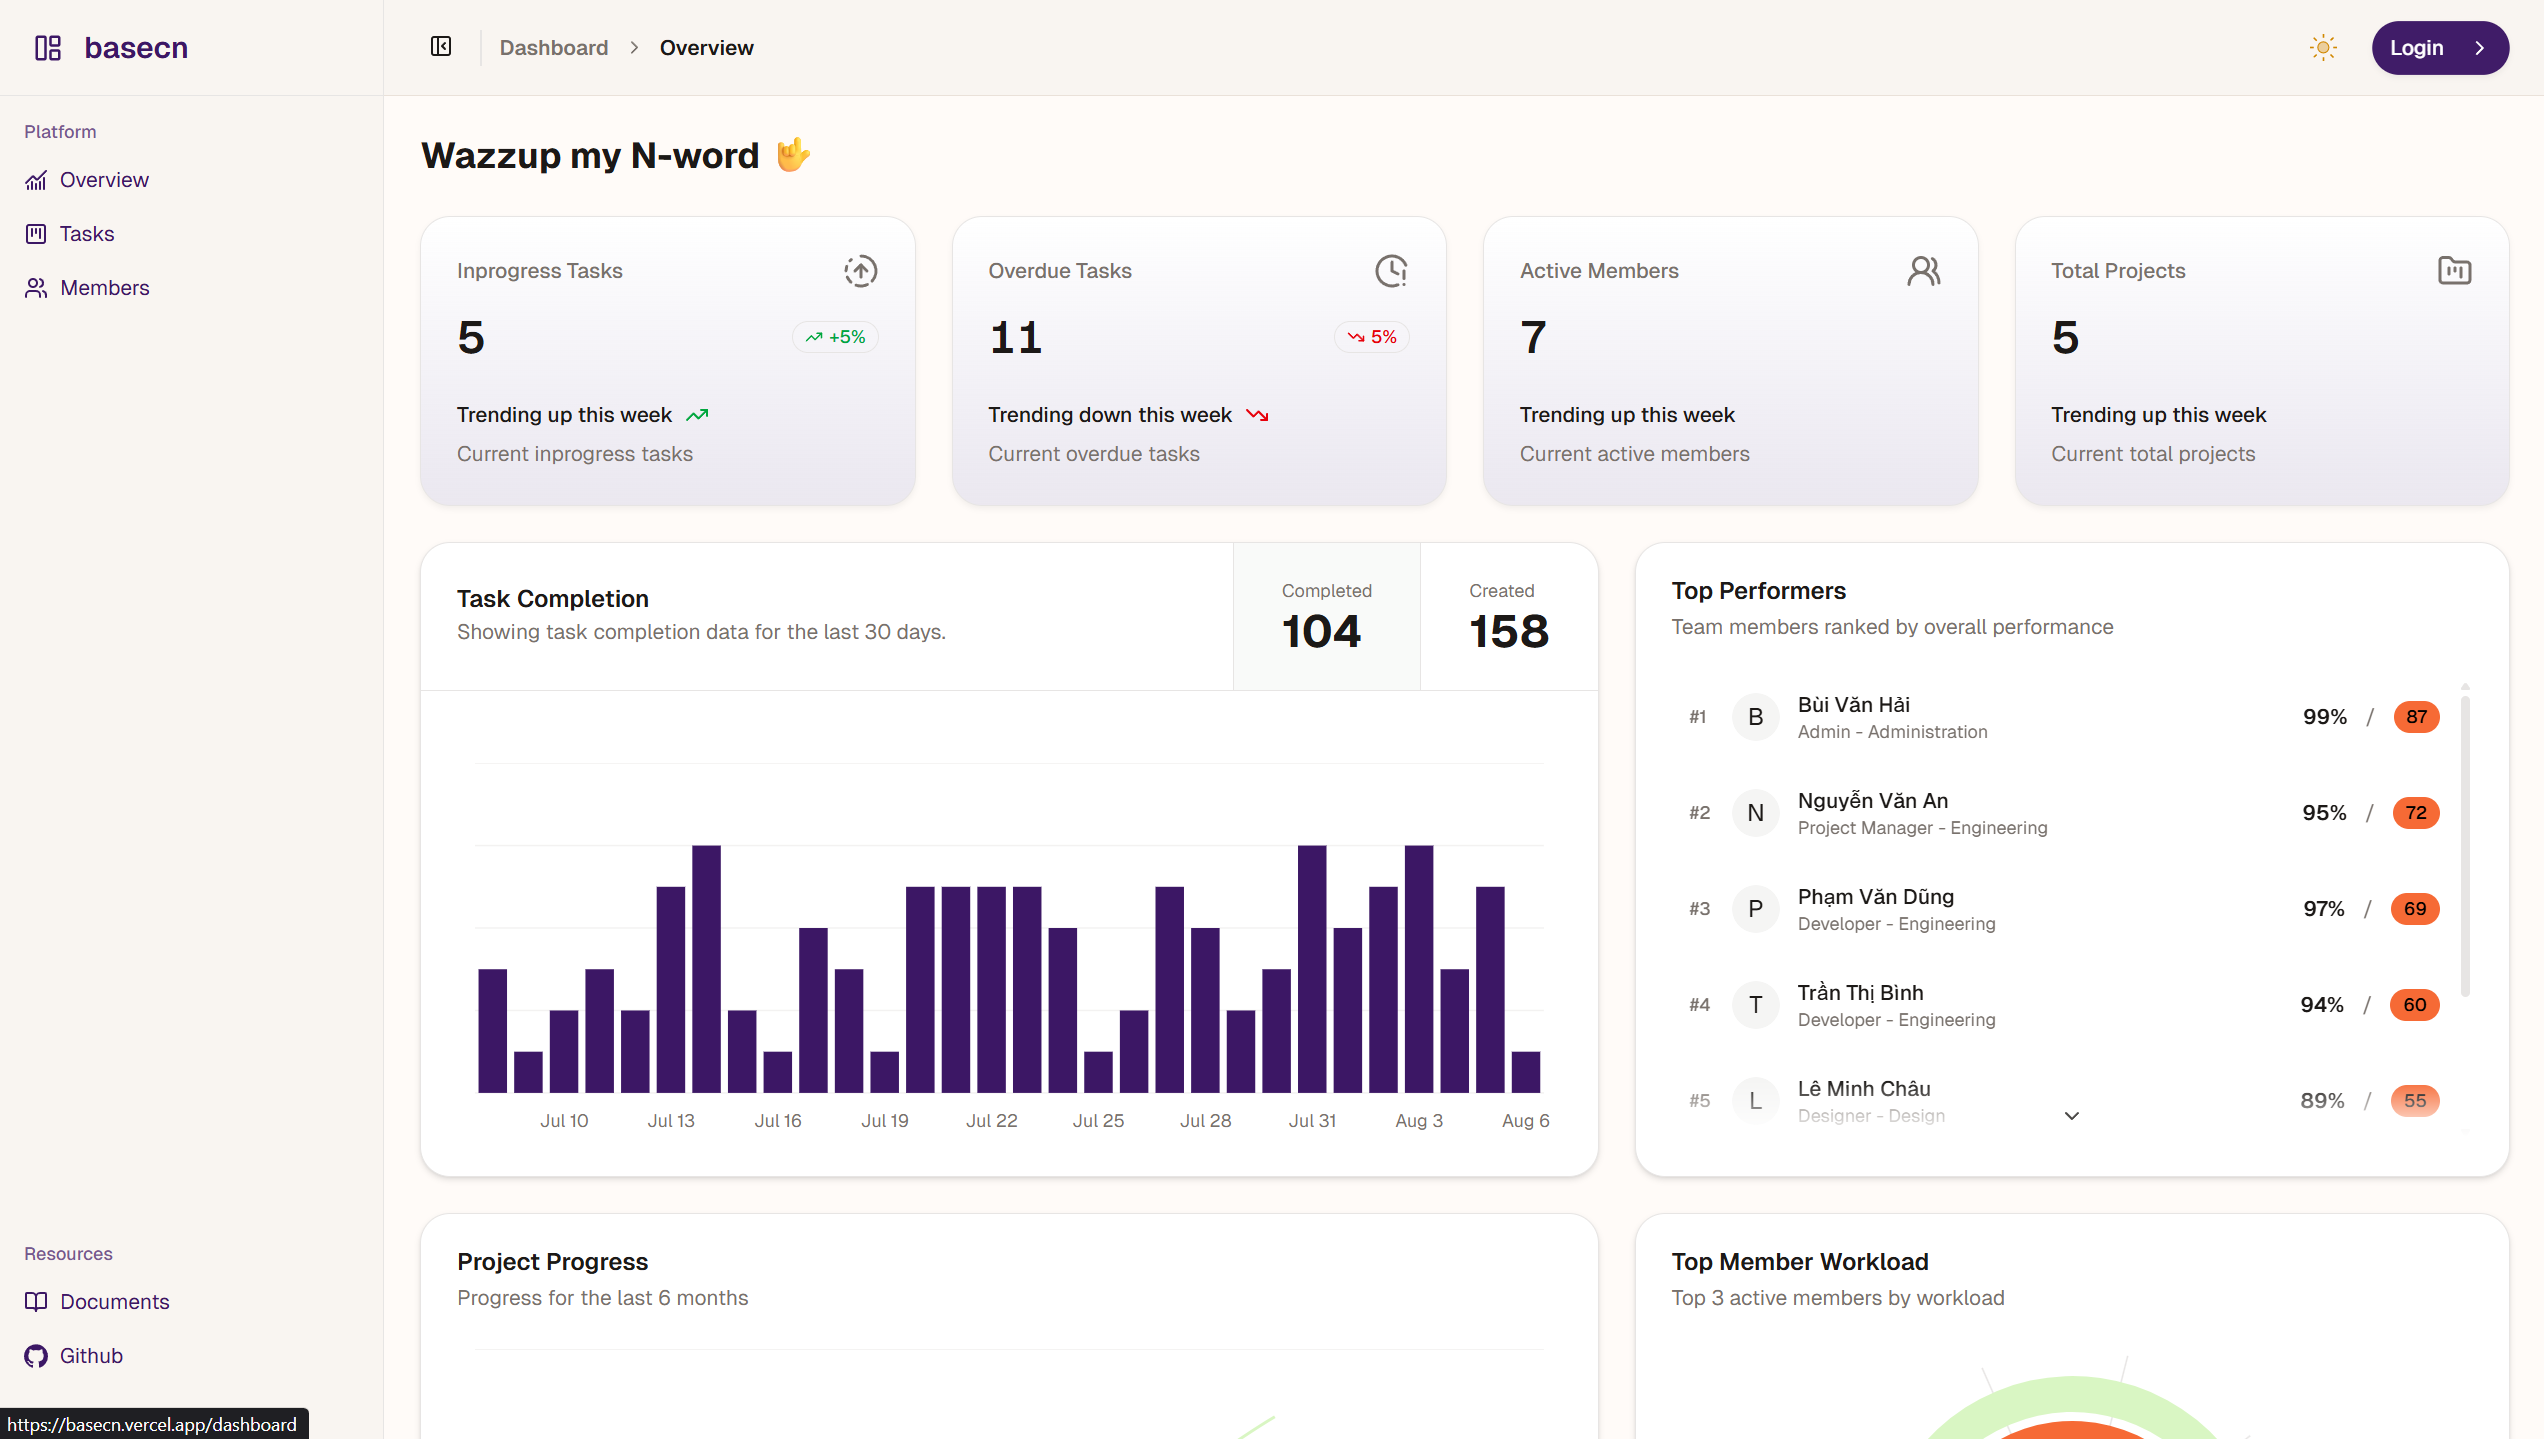 basecn
Dashboard > Overview
Login
Platform
Overview
Tasks
Members
Wazzup my N-word 🤟
Inprogress Tasks
5
+5%
Trending up this week
Current inprogress tasks
Overdue Tasks
11
5%
Trending down this week
Current overdue tasks
Active Members
7
Trending up this week
Current active members
Total Projects
5
Trending up this week
Current total projects
Task Completion
Showing task completion data for the last 30 days.
Completed
104
Created
158
Jul 10 Jul 13 Jul 16 Jul 19 Jul 22 Jul 25 Jul 28 Jul 31 Aug 3 Aug 6
Top Performers
Team members ranked by overall performance
#1 B Bùi Văn Hải 99% / 87
Admin - Administration
#2 N Nguyễn Văn An 95% / 72
Project Manager - Engineering
#3 P Phạm Văn Dũng 97% / 69
Developer - Engineering
#4 T Trần Thị Bình 94% / 60
Developer - Engineering
#5 L Lê Minh Châu 89% / 55
Designer - Design
Project Progress
Progress for the last 6 months
Top Member Workload
Top 3 active members by workload
Resources
Documents
Github
https://basecn.vercel.app/dashboard